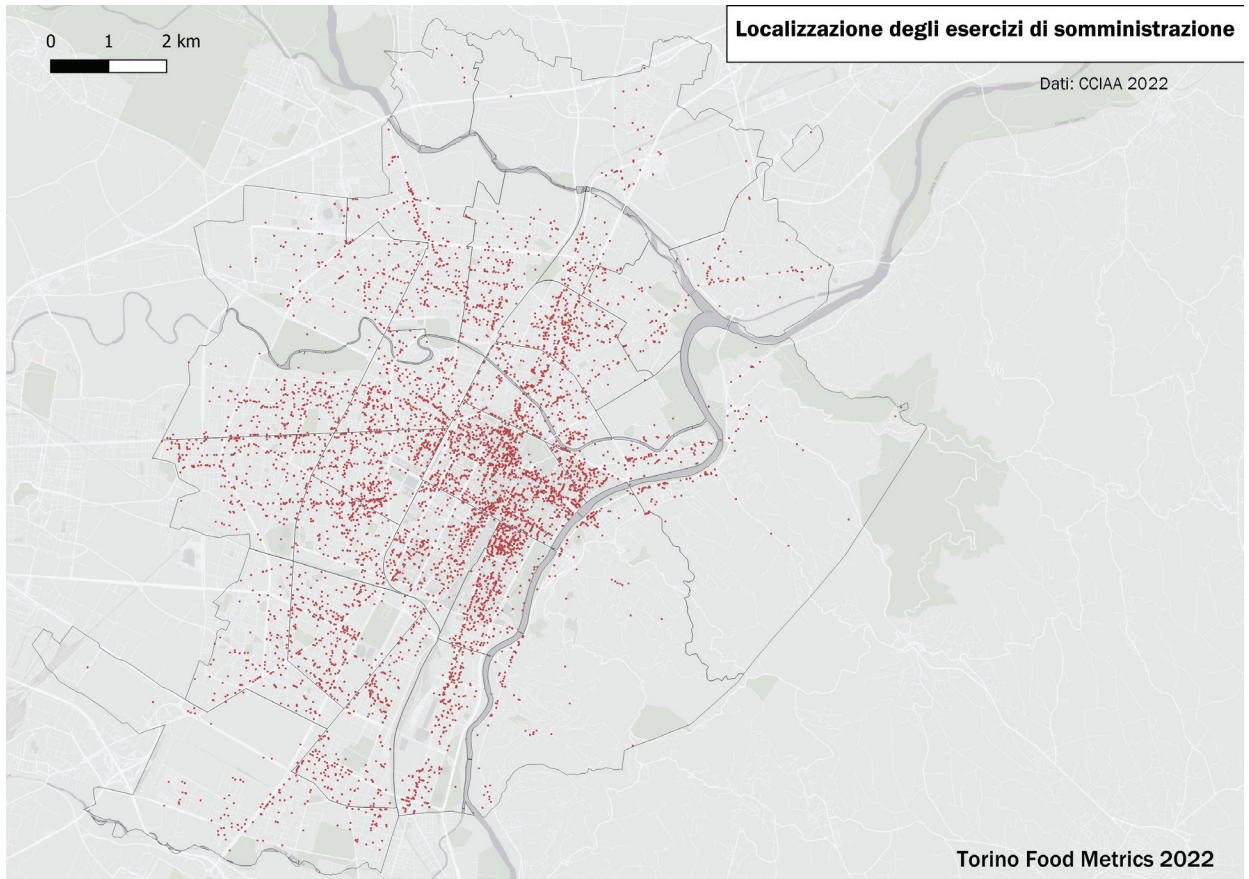 Localizzazione degli esercizi di somministrazione
0 1 2 km
Dati: CCIAA 2022
Torino Food Metrics 2022